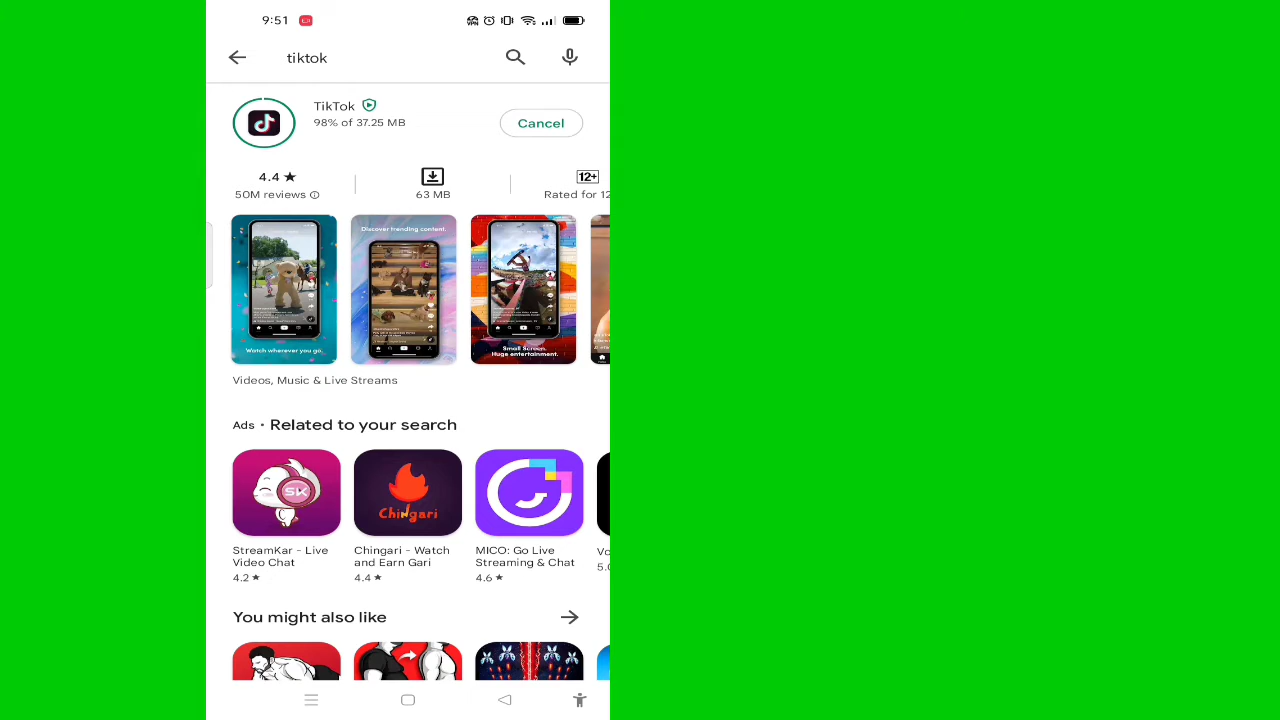 9:51
tiktok
TikTok
98% of 37.25 MB
Cancel
4.4 ★
50M reviews
63 MB
12+
Rated for 12
Discover trending content.
Watch wherever you go.
Small Screen.
Huge entertainment.
Videos, Music & Live Streams
Ads • Related to your search
SK
Chingari
StreamKar - Live
Video Chat
4.2 ★
Chingari - Watch
and Earn Gari
4.4 ★
MICO: Go Live
Streaming & Chat
4.6 ★
Vo
5.0
You might also like